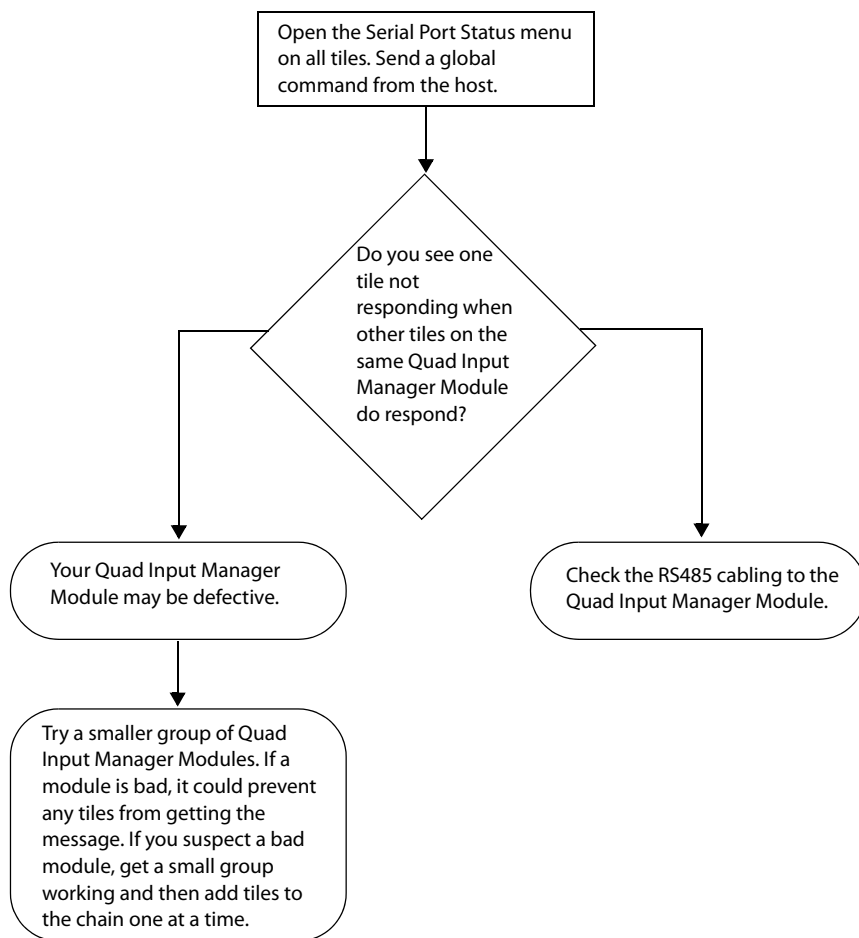 Open the Serial Port Status menu
on all tiles. Send a global
command from the host.
Do you see one
tile not
responding when
other tiles on the
same Quad Input
Manager Module
do respond?
Your Quad Input Manager
Module may be defective.
Check the RS485 cabling to the
Quad Input Manager Module.
Try a smaller group of Quad
Input Manager Modules. If a
module is bad, it could prevent
any tiles from getting the
message. If you suspect a bad
module, get a small group
working and then add tiles to
the chain one at a time.